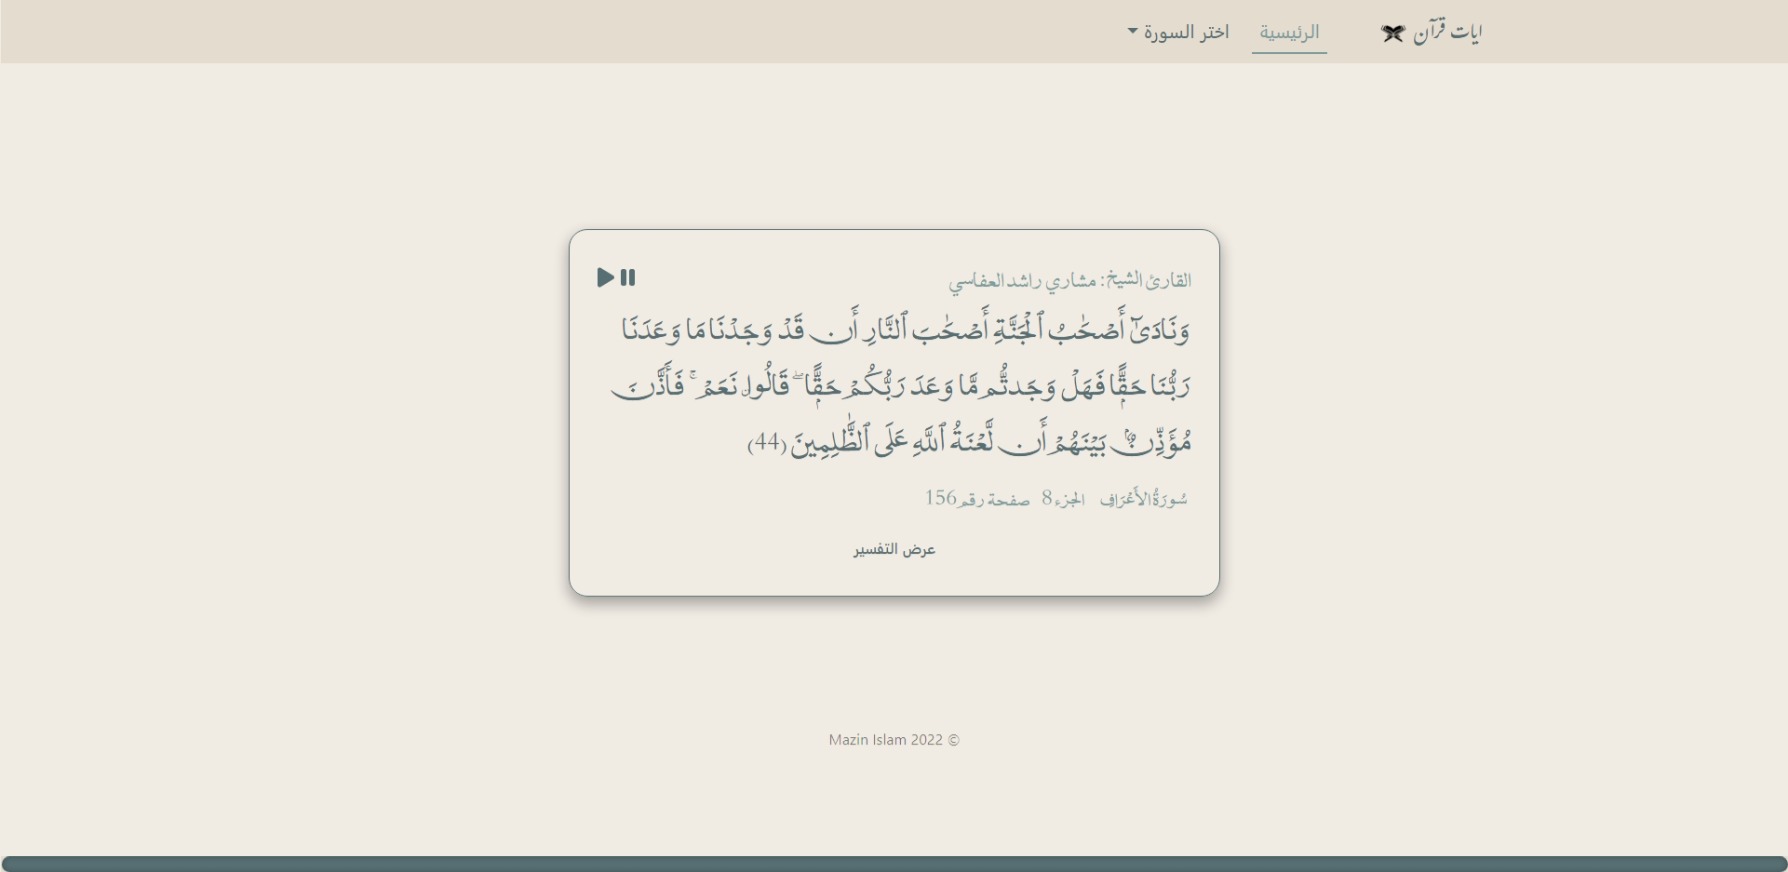 ايات قرآن
الرئيسية
اختر السورة
القارئ الشيخ: مشاري راشد العفاسي
وَنَادَىٰٓ أَصْحَٰبُ ٱلْجَنَّةِ أَصْحَٰبَ ٱلنَّارِ أَن قَدْ وَجَدْنَا مَا وَعَدَنَا
رَبُّنَا حَقًّۭا فَهَلْ وَجَدتُّم مَّا وَعَدَ رَبُّكُمْ حَقًّۭا ۖ قَالُوا۟ نَعَمْ ۚ فَأَذَّنَ
مُؤَذِّنٌۢ بَيْنَهُمْ أَن لَّعْنَةُ ٱللَّهِ عَلَى ٱلظَّٰلِمِينَ (44)
سُورَةُ الأَعْرَافِ الجزء 8 صفحة رقم 156
عرض التفسير
Mazin Islam 2022 ©